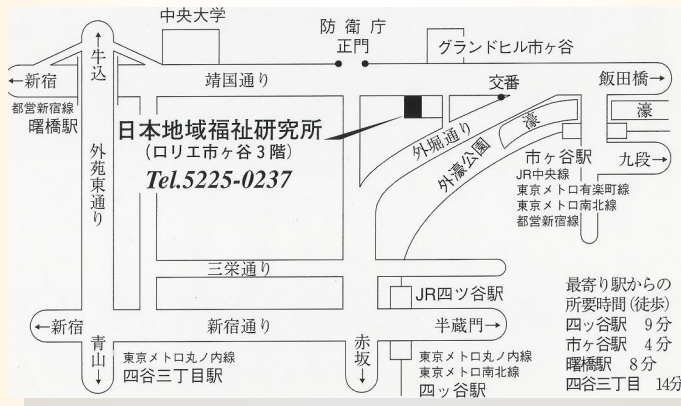 中央大学
防衛庁
正門
グランドヒル市ヶ谷
牛込
←新宿
靖国通り
交番
飯田橋→
都営新宿線
曙橋駅
日本地域福祉研究所
(ロリエ市ヶ谷3階)
Tel.5225-0237
外堀通り
外濠公園
濠
濠
市ヶ谷駅
JR中央線
東京メトロ有楽町線
東京メトロ南北線
都営新宿線
九段→
外苑東通り
三栄通り
JR四ツ谷駅
←新宿
新宿通り
半蔵門→
青山
赤坂
東京メトロ丸ノ内線
四谷三丁目駅
東京メトロ丸ノ内線
東京メトロ南北線
四ッ谷駅
最寄り駅からの
所要時間(徒歩)
四ッ谷駅 9分
市ヶ谷駅 4分
曙橋駅 8分
四谷三丁目 14分